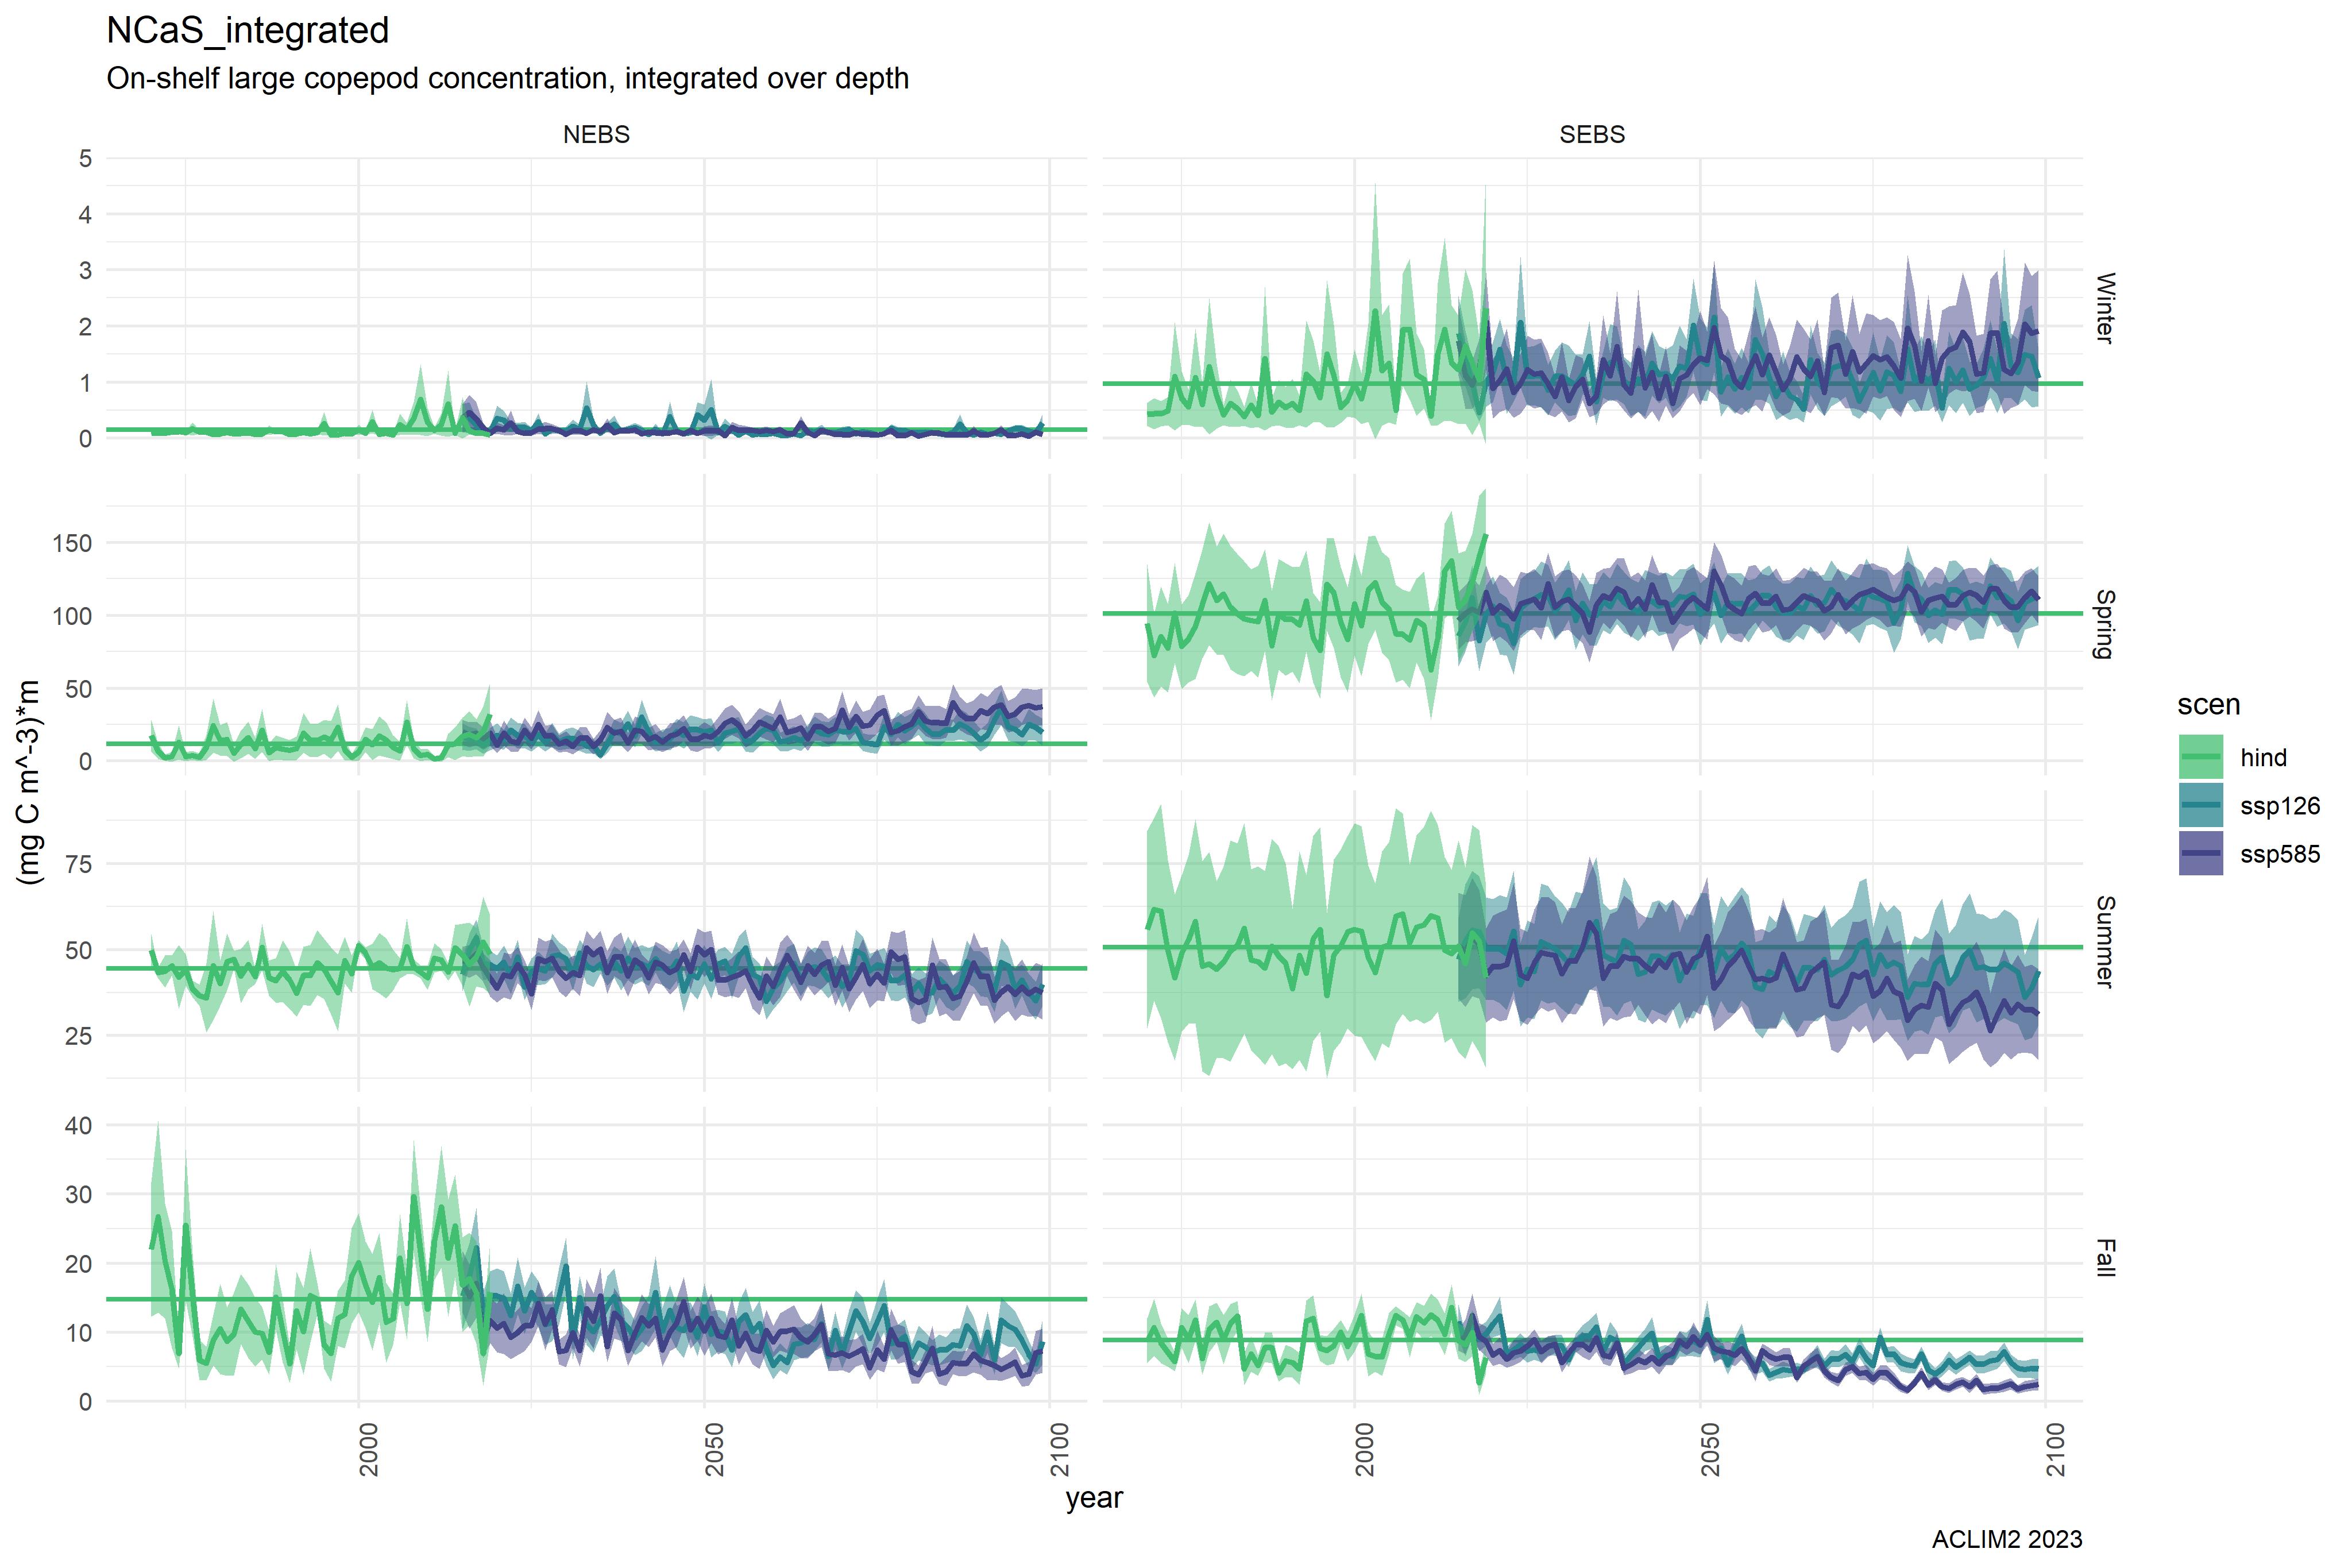 NCaS_integrated
On-shelf large copepod concentration, integrated over depth
NEBS
SEBS
5
4
3
2
1
0
Winter
150
100
50
0
Spring
75
50
25
Summer
40
30
20
10
0
Fall
(mg C m^-3)*m
2000
2050
2100
2000
2050
2100
year
scen
hind
ssp126
ssp585
ACLIM2 2023